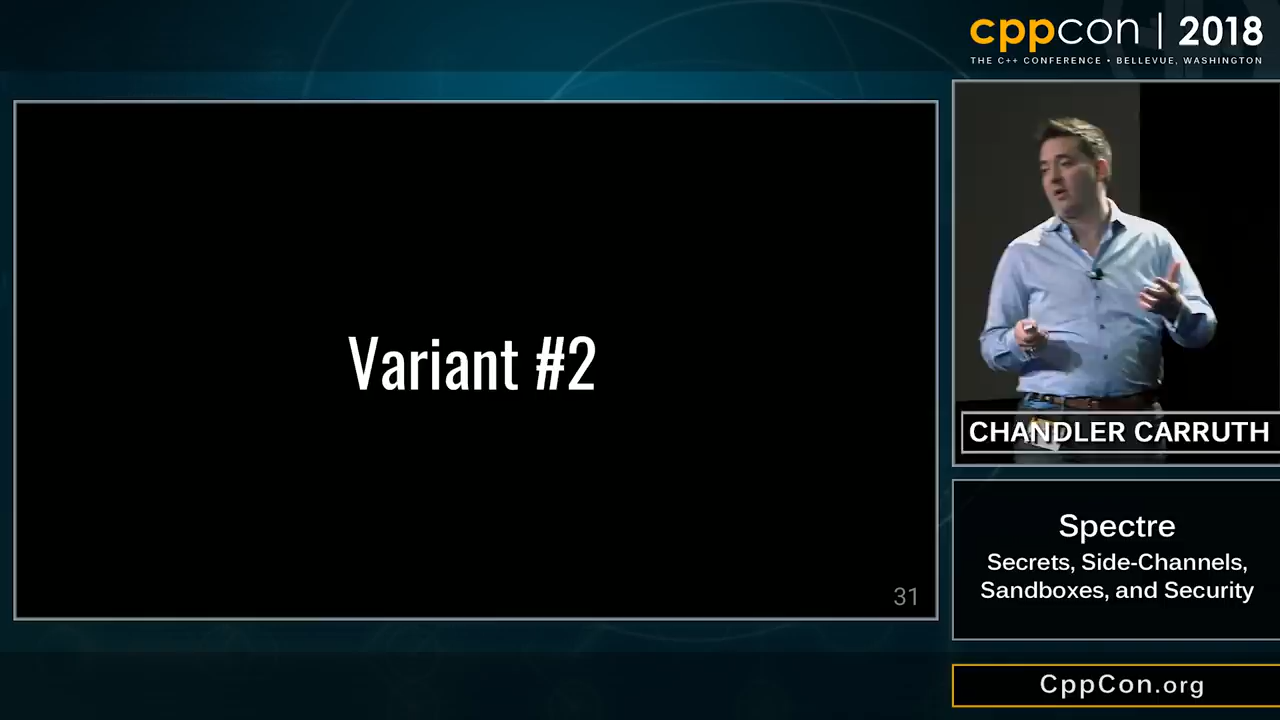 cppcon | 2018
THE C++ CONFERENCE • BELLEVUE, WASHINGTON
Variant #2
31
CHANDLER CARRUTH
Spectre
Secrets, Side-Channels,
Sandboxes, and Security
CppCon.org